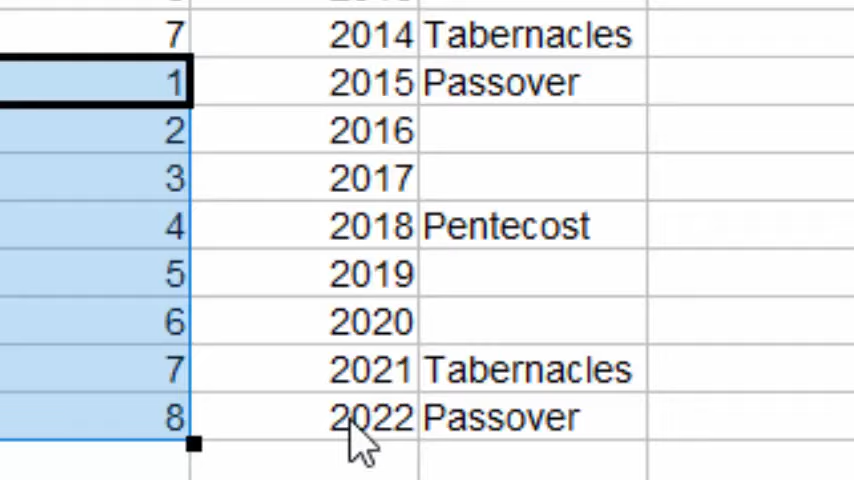 7 2014 Tabernacles
1 2015 Passover
2 2016
3 2017
4 2018 Pentecost
5 2019
6 2020
7 2021 Tabernacles
8 2022 Passover